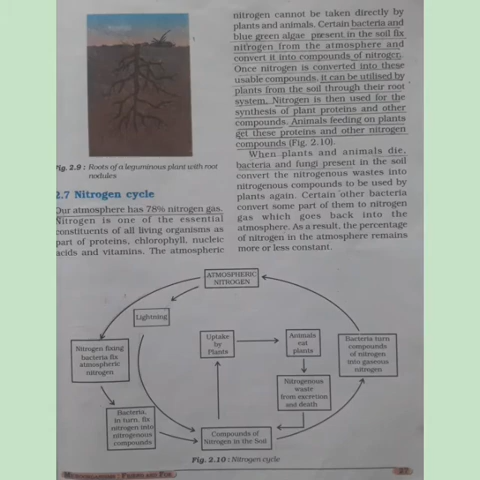 Fig. 2.9 : Roots of a leguminous plant with root
nodules
2.7 Nitrogen cycle
Our atmosphere has 78% nitrogen gas.
Nitrogen is one of the essential
constituents of all living organisms as
part of proteins, chlorophyll, nucleic
acids and vitamins. The atmospheric
nitrogen cannot be taken directly by
plants and animals. Certain bacteria and
blue green algae present in the soil fix
nitrogen from the atmosphere and
convert it into compounds of nitrogen.
Once nitrogen is converted into these
usable compounds, it can be utilised by
plants from the soil through their root
system. Nitrogen is then used for the
synthesis of plant proteins and other
compounds. Animals feeding on plants
get these proteins and other nitrogen
compounds (Fig. 2.10).
When plants and animals die,
bacteria and fungi present in the soil
convert the nitrogenous wastes into
nitrogenous compounds to be used by
plants again. Certain other bacteria
convert some part of them to nitrogen
gas which goes back into the
atmosphere. As a result, the percentage
of nitrogen in the atmosphere remains
more or less constant.
ATMOSPHERIC
NITROGEN
Lightning
Nitrogen fixing
bacteria fix
atmospheric
nitrogen
Uptake
by
Plants
Animals
eat
plants
Bacteria turn
compounds
of nitrogen
into gaseous
nitrogen
Nitrogenous
waste
from excretion
and death
Bacteria,
in turn, fix
nitrogen into
nitrogenous
compounds
Compounds of
Nitrogen in the Soil
Fig. 2.10 : Nitrogen cycle
MICROORGANISMS : FRIEND AND FOE